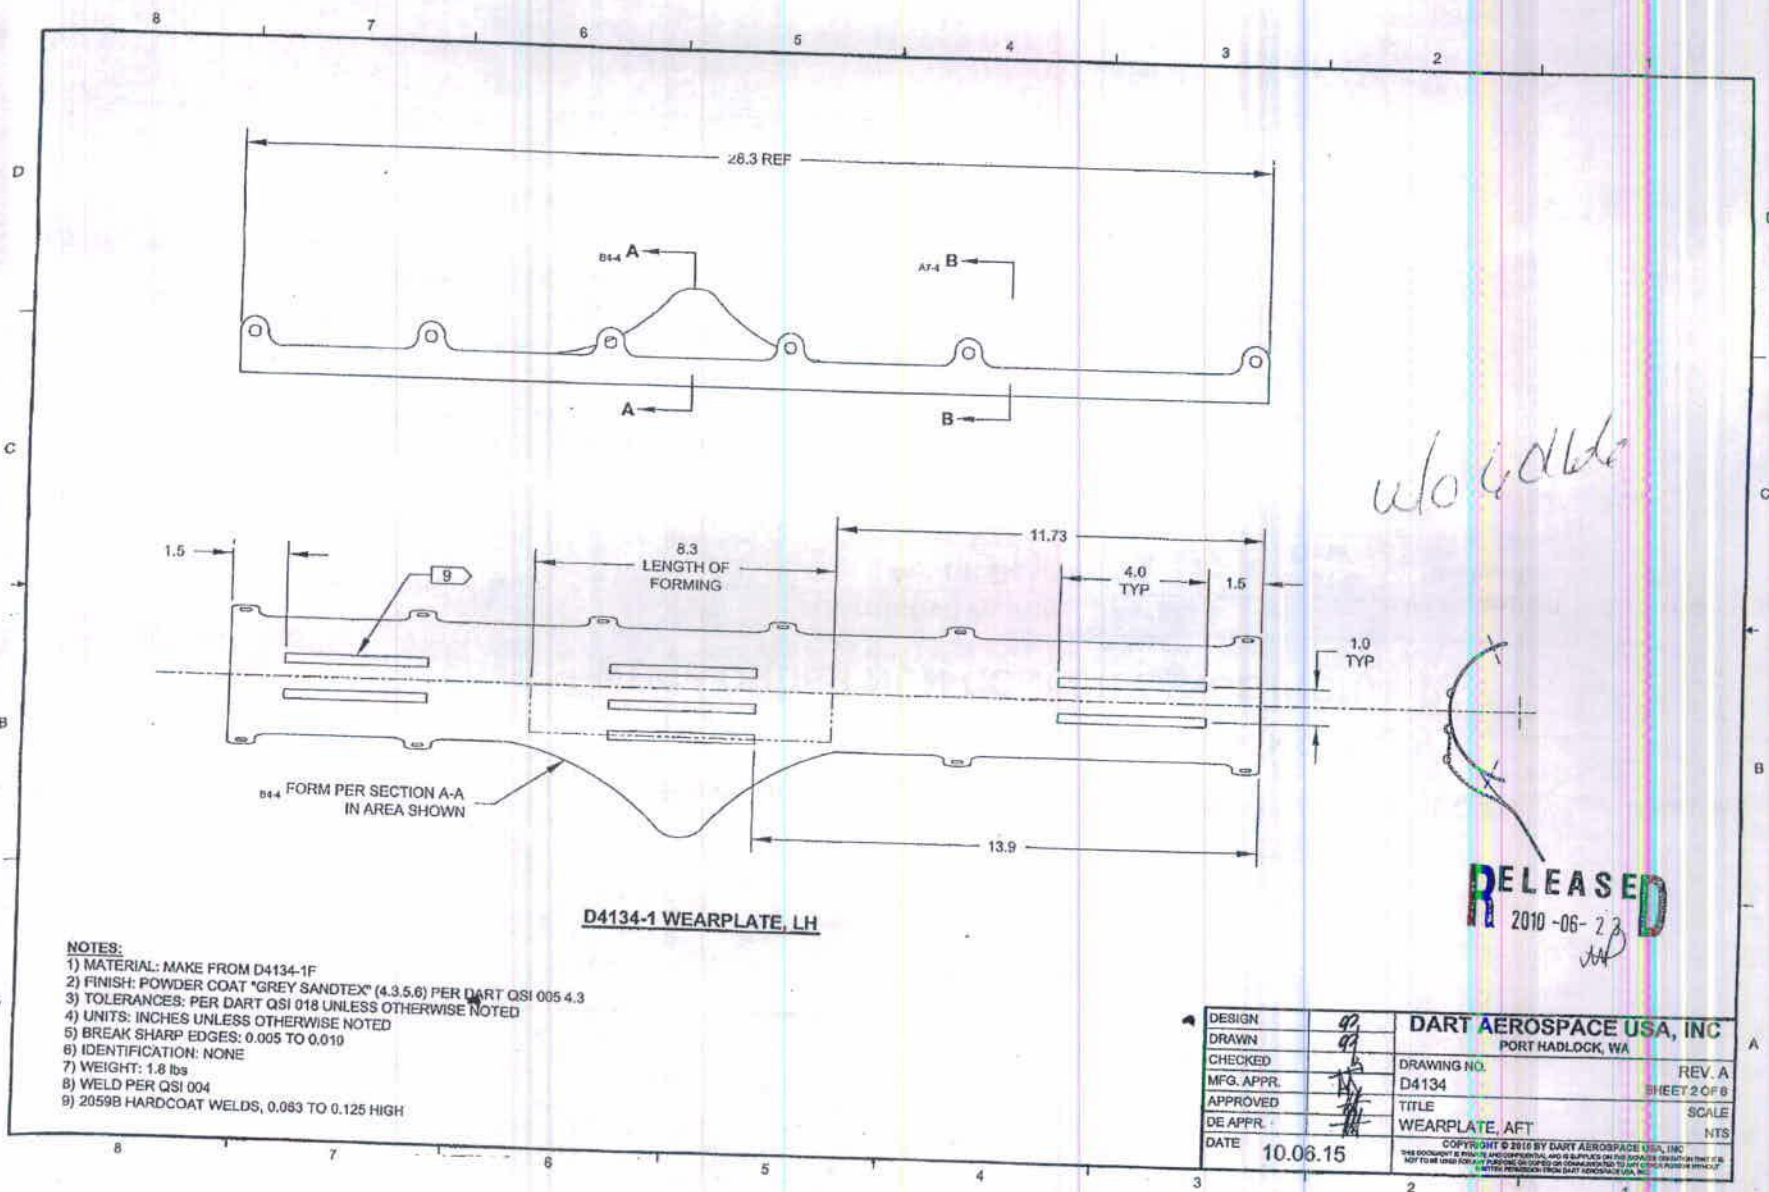 8 7 6 5 4 3 2 1
D
28.3 REF
B4-4 A
A7-4 B
A
B
C
C
1.5
9
8.3
LENGTH OF
FORMING
11.73
4.0
TYP
1.5
1.0
TYP
B
B
B4-4 FORM PER SECTION A-A
IN AREA SHOWN
13.9
D4134-1 WEARPLATE, LH
RELEASED
2010-06-23
NOTES:
1) MATERIAL: MAKE FROM D4134-1F
2) FINISH: POWDER COAT "GREY SANDTEX" (4.3.5.6) PER DART QSI 005 4.3
3) TOLERANCES: PER DART QSI 018 UNLESS OTHERWISE NOTED
4) UNITS: INCHES UNLESS OTHERWISE NOTED
5) BREAK SHARP EDGES: 0.005 TO 0.010
6) IDENTIFICATION: NONE
7) WEIGHT: 1.8 lbs
8) WELD PER QSI 004
9) 2059B HARDCOAT WELDS, 0.063 TO 0.125 HIGH
DESIGN
DRAWN
CHECKED
MFG. APPR.
APPROVED
DE APPR.
DATE 10.06.15
DART AEROSPACE USA, INC
PORT HADLOCK, WA
DRAWING NO. REV. A
D4134 SHEET 2 OF 6
TITLE SCALE
WEARPLATE, AFT NTS
COPYRIGHT © 2010 BY DART AEROSPACE USA, INC
A
8 7 6 5 4 3 2